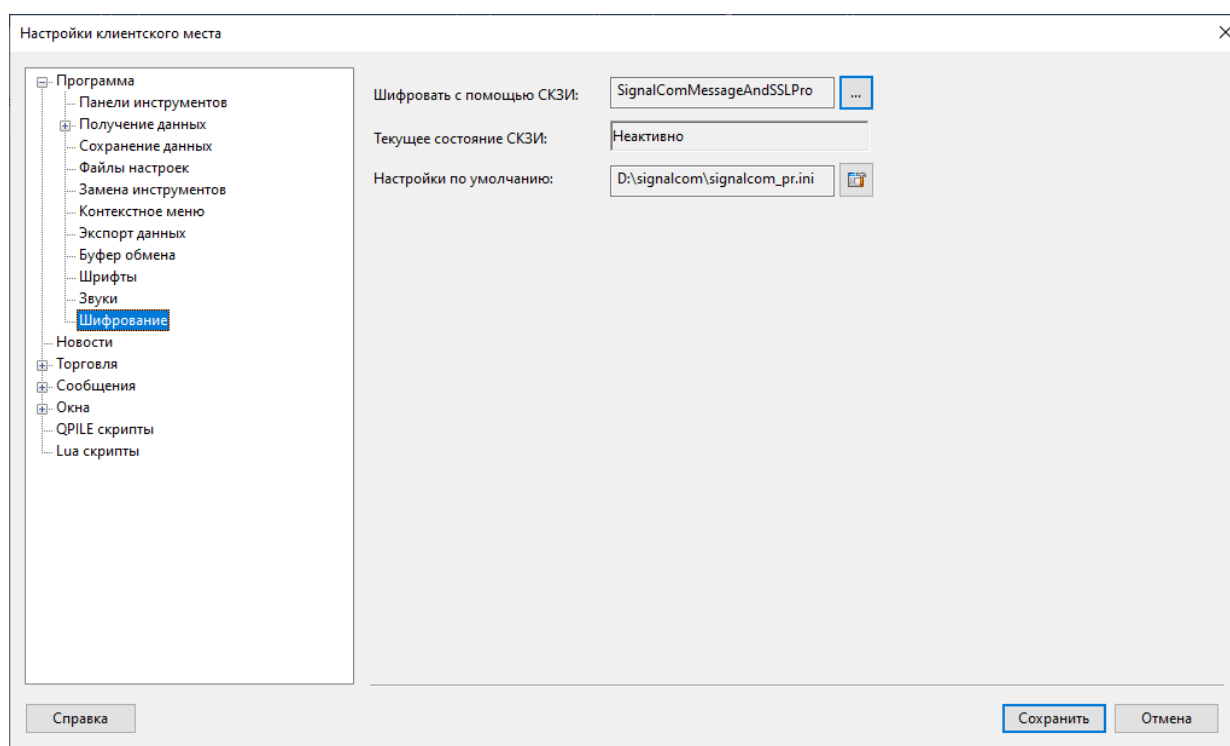 Настройки клиентского места
Программа
Панели инструментов
Получение данных
Сохранение данных
Файлы настроек
Замена инструментов
Контекстное меню
Экспорт данных
Буфер обмена
Шрифты
Звуки
Шифрование
Новости
Торговля
Сообщения
Окна
QPILE скрипты
Lua скрипты
Шифровать с помощью СКЗИ: SignalComMessageAndSSLPro ...
Текущее состояние СКЗИ: Неактивно
Настройки по умолчанию: D:\signalcom\signalcom_pr.ini
Справка Сохранить Отмена